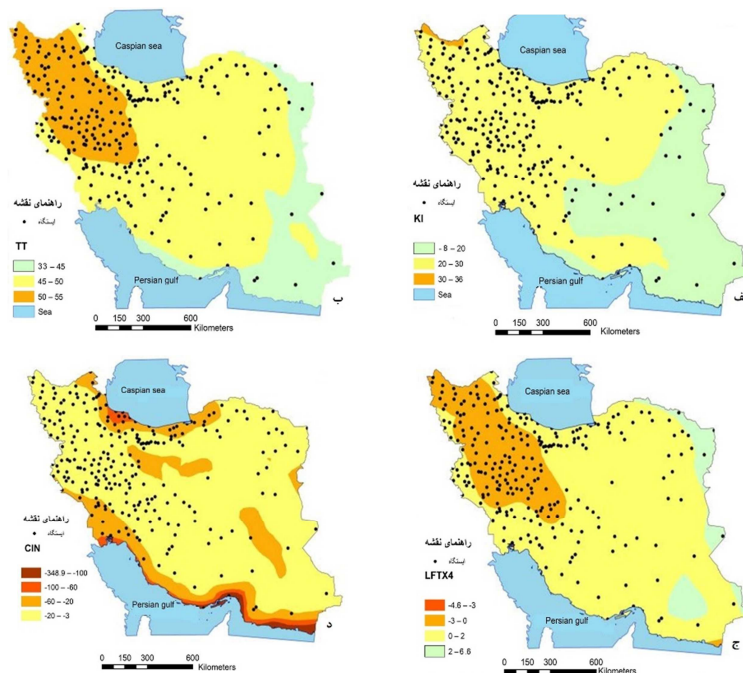 Caspian sea
راهنمای نقشه
ایستگاه
TT
33 – 45
45 – 50
50 – 55
Sea
Persian gulf
0 150 300 600
Kilometers
ب
Caspian sea
راهنمای نقشه
ایستگاه
KI
- 8 – 20
20 – 30
30 – 36
Sea
Persian gulf
0 150 300 600
Kilometers
ف
Caspian sea
راهنمای نقشه
ایستگاه
CIN
-348.9 – -100
-100 – -60
-60 – -20
-20 – -3
Persian gulf
0 150 300 600
Kilometers
د
Caspian sea
راهنمای نقشه
ایستگاه
LFTX4
-4.6 – -3
-3 – 0
0 – 2
2 – 6.6
Persian gulf
0 150 300 600
Kilometers
ج